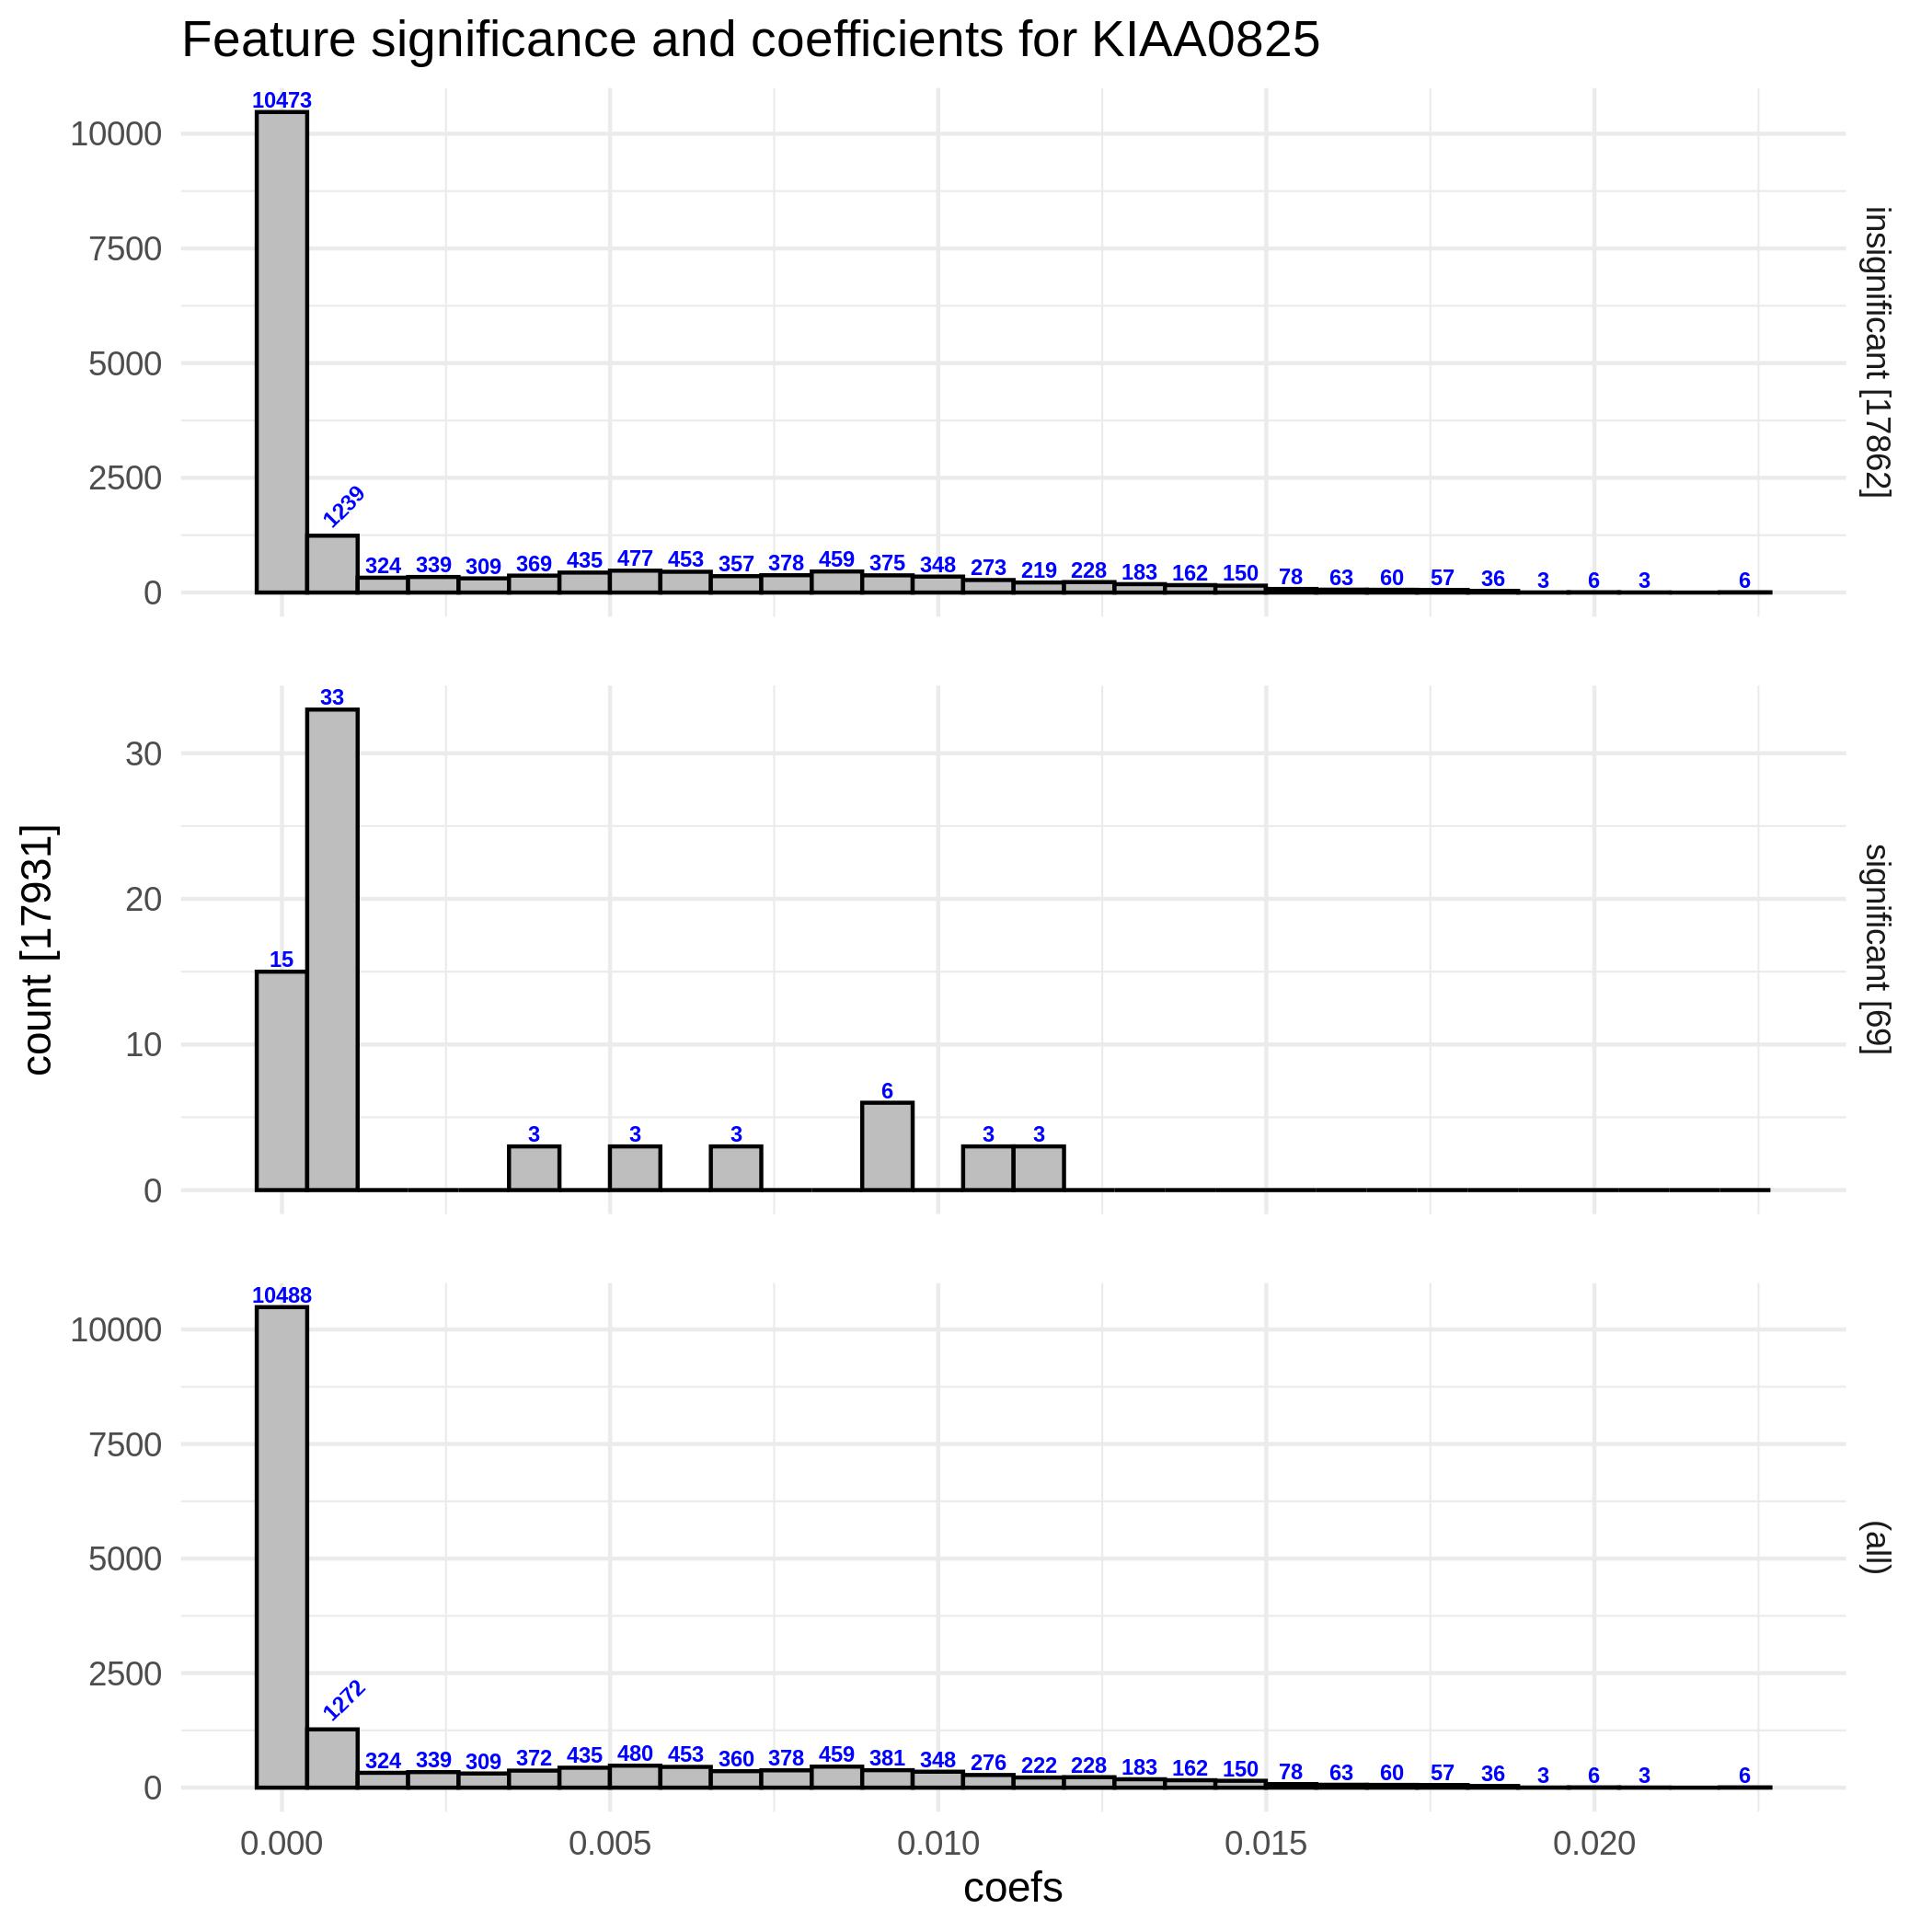 Feature significance and coefficients for KIAA0825
10473
10000
7500
5000
2500
0
1239
324 339 309 369 435 477 453 357 378 459 375 348 273 219 228 183 162 150 78 63 60 57 36 3 6 3 6
insignificant [17862]
count [17931]
33
30
20
10
0
15
3 3 3 6 3 3
significant [69]
10488
10000
7500
5000
2500
0
1272
324 339 309 372 435 480 453 360 378 459 381 348 276 222 228 183 162 150 78 63 60 57 36 3 6 3 6
(all)
0.000 0.005 0.010 0.015 0.020
coefs